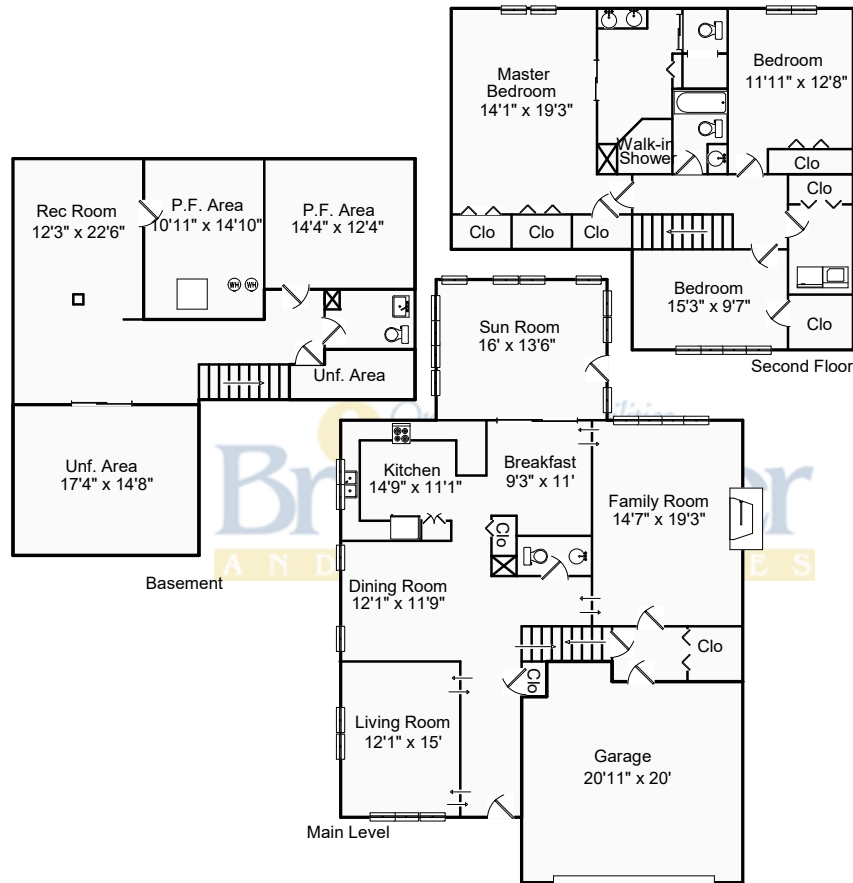 Master
Bedroom
14'1" x 19'3"
Bedroom
11'11" x 12'8"
Walk-in
Shower
Clo
Clo
Clo
Clo
Clo
Bedroom
15'3" x 9'7"
Clo
Second Floor
Rec Room
12'3" x 22'6"
P.F. Area
10'11" x 14'10"
P.F. Area
14'4" x 12'4"
WH
WH
Unf. Area
Unf. Area
17'4" x 14'8"
Basement
Sun Room
16' x 13'6"
Kitchen
14'9" x 11'1"
Breakfast
9'3" x 11'
Family Room
14'7" x 19'3"
Clo
Dining Room
12'1" x 11'9"
Clo
Clo
Living Room
12'1" x 15'
Garage
20'11" x 20'
Main Level